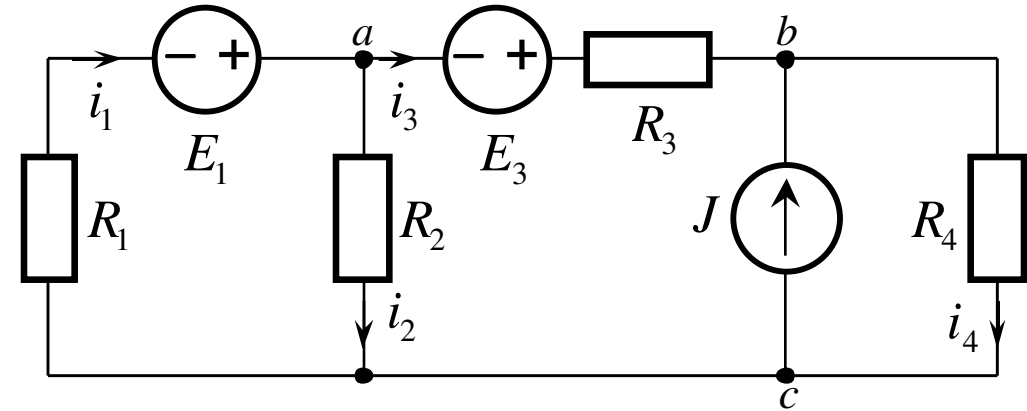 a b
− + − +
i1 i3
E1 E3 R3
R1 R2 J R4
i2 i4
c